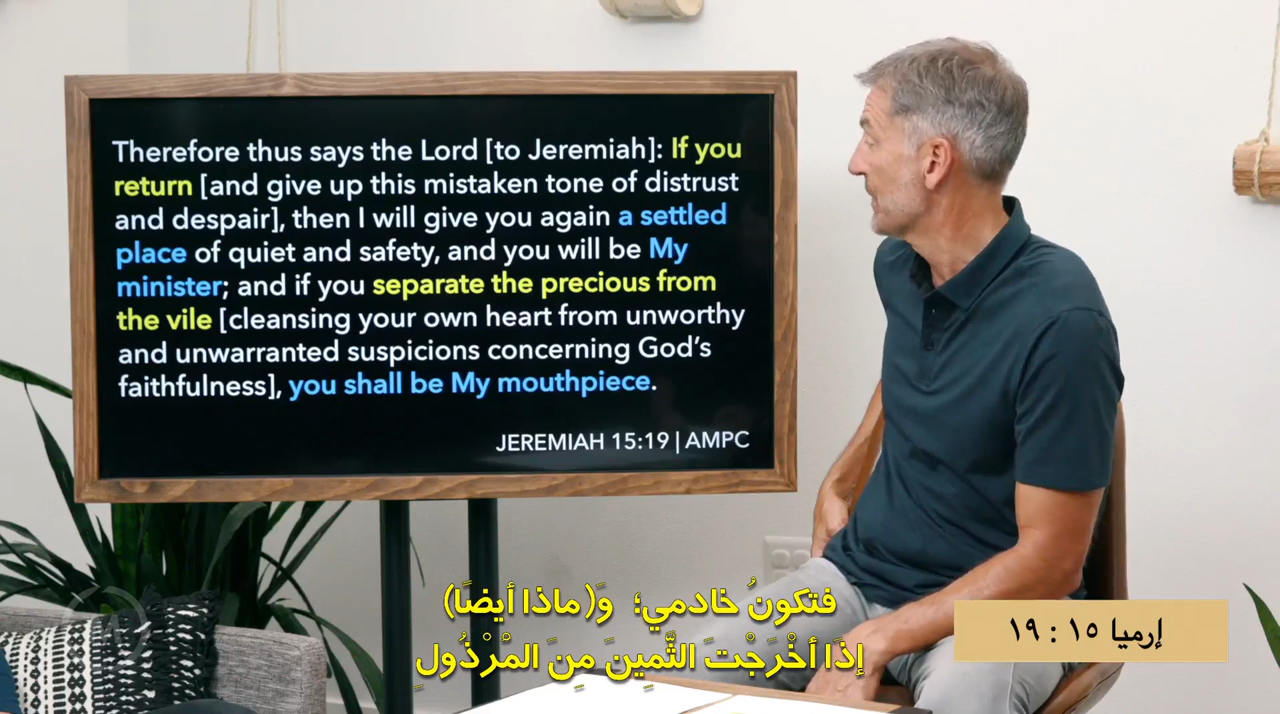 Therefore thus says the Lord [to Jeremiah]: If you
return [and give up this mistaken tone of distrust
and despair], then I will give you again a settled
place of quiet and safety, and you will be My
minister; and if you separate the precious from
the vile [cleansing your own heart from unworthy
and unwarranted suspicions concerning God's
faithfulness], you shall be My mouthpiece.
JEREMIAH 15:19 | AMPC
فتكونُ خادمي؛ وَ( ماذا أيضًا)
إذَا أخْرَجْتَ الثَّمِينَ مِنَ المْرْذُولِ
إرميا ١٥ : ١٩